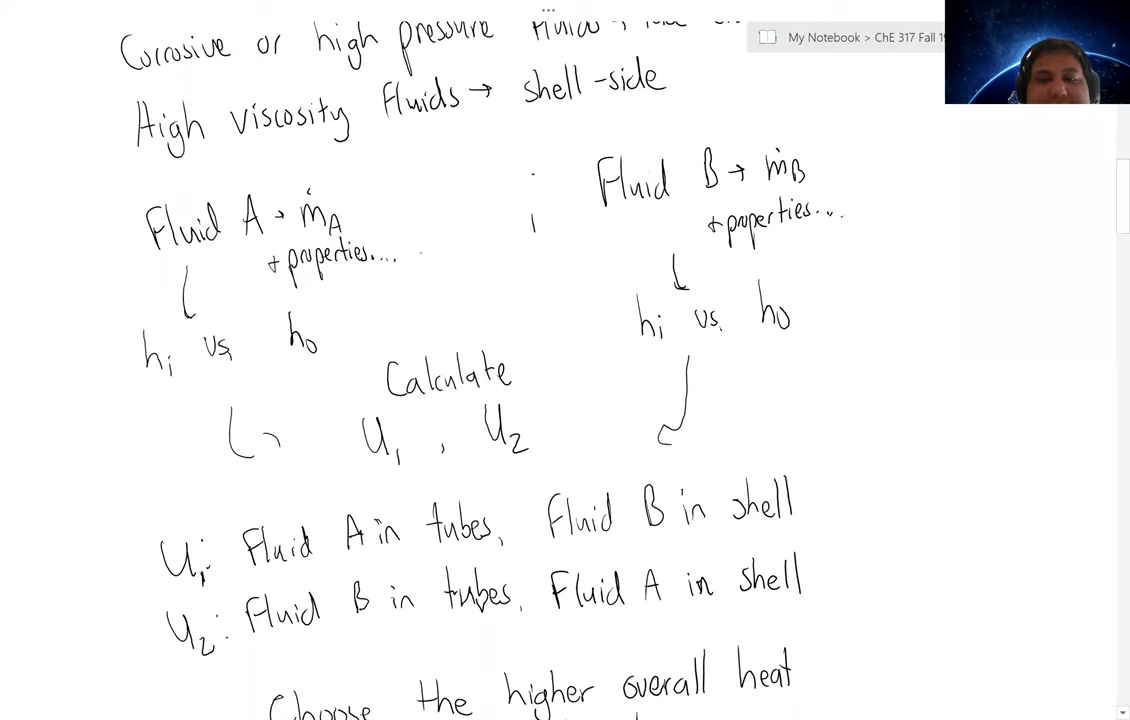 Corrosive or high pressure fluids
My Notebook > ChE 317 Fall 19
High viscosity fluids → shell-side
Fluid A → ṁA
+ properties....
Fluid B → ṁB
+ properties....
hi vs. ho
hi vs. ho
Calculate
U1 , U2
U1: Fluid A in tubes, Fluid B in shell
U2: Fluid B in tubes, Fluid A in shell
Choose the higher overall heat